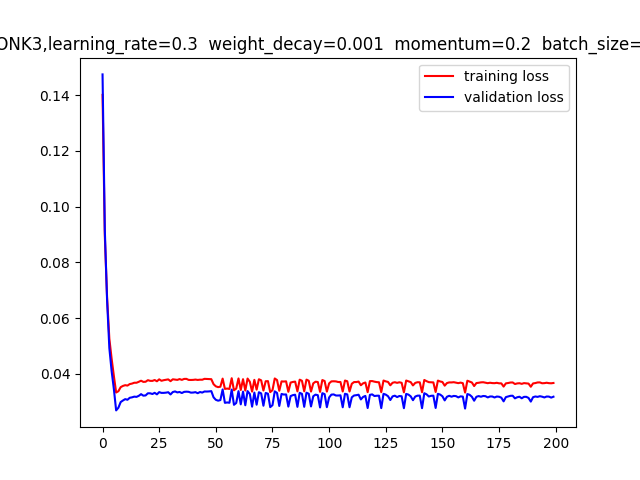 ONK3,learning_rate=0.3  weight_decay=0.001  momentum=0.2  batch_size=
training loss
validation loss
0.14
0.12
0.10
0.08
0.06
0.04
0 25 50 75 100 125 150 175 200